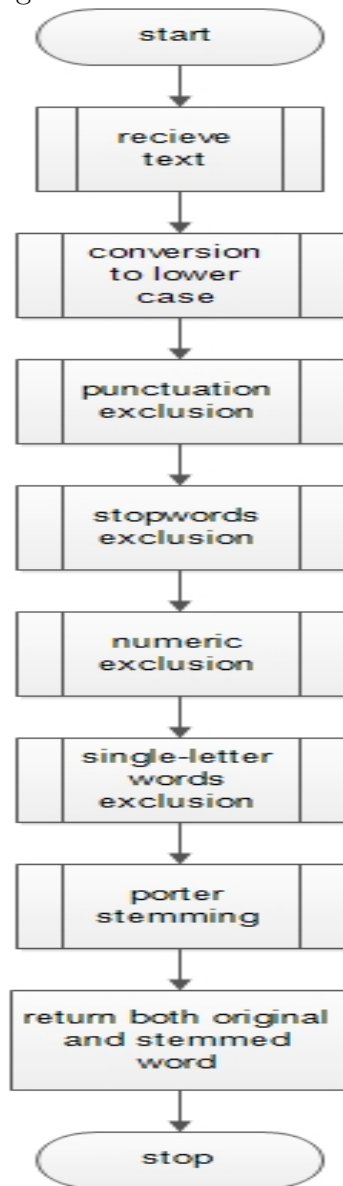 start
recieve
text
conversion
to lower
case
punctuation
exclusion
stopwords
exclusion
numeric
exclusion
single-letter
words
exclusion
porter
stemming
return both original
and stemmed
word
stop